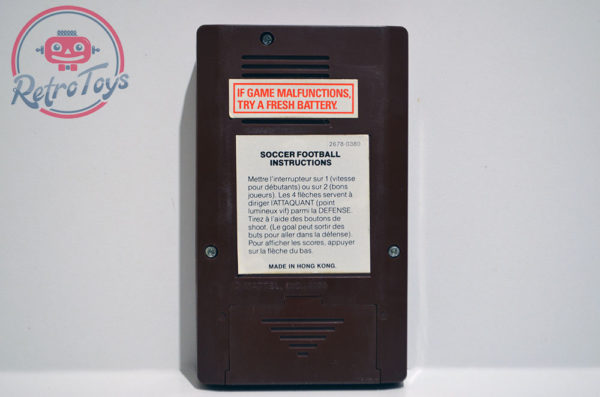 RetroToys
IF GAME MALFUNCTIONS,
TRY A FRESH BATTERY.
2678-0380
SOCCER FOOTBALL
INSTRUCTIONS
Mettre l'interrupteur sur 1 (vitesse
pour débutants) ou sur 2 (bons
joueurs). Les 4 flèches servent à
diriger l'ATTAQUANT (point
lumineux vif) parmi la DEFENSE.
Tirez à l'aide des boutons de
shoot. (Le goal peut sortir des
buts pour aller dans la défense).
Pour afficher les scores, appuyer
sur la flèche du bas.
MADE IN HONG KONG.
MATTEL, INC.